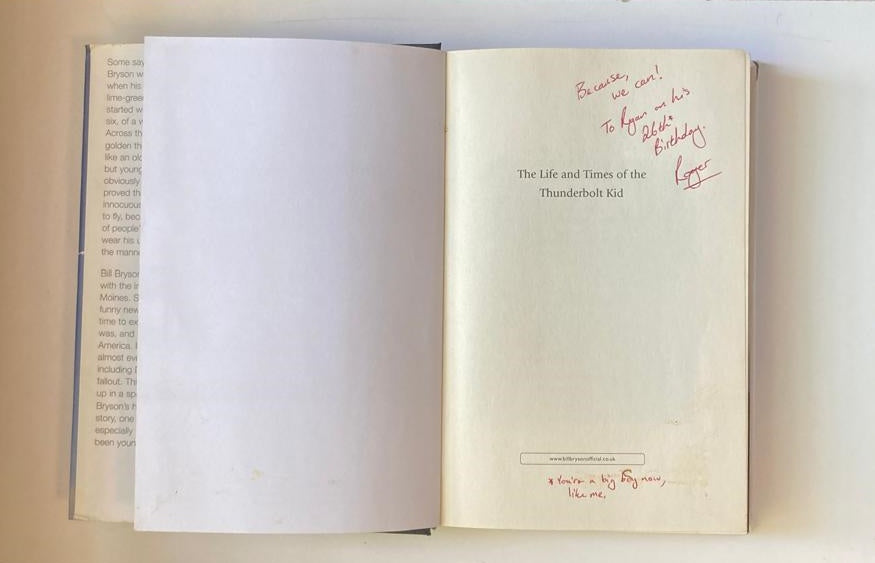 Some say
Bryson w
when his
lime-gree
started w
six, of a v
Across th
golden th
like an old
but young
obviously
proved th
innocuous
to fly, bec
of people'
wear his u
the mann
Bill Bryson
with the in
Moines. S
funny new
time to ex
was, and
America. I
almost eve
including D
fallout. Thi
up in a sp
Bryson's h
story, one
especially
been youn
Because,
we can!
To Ryan on his
26th*
Birthday.
Roger
The Life and Times of the
Thunderbolt Kid
www.billbrysonofficial.co.uk
* You're a big boy now,
like me.